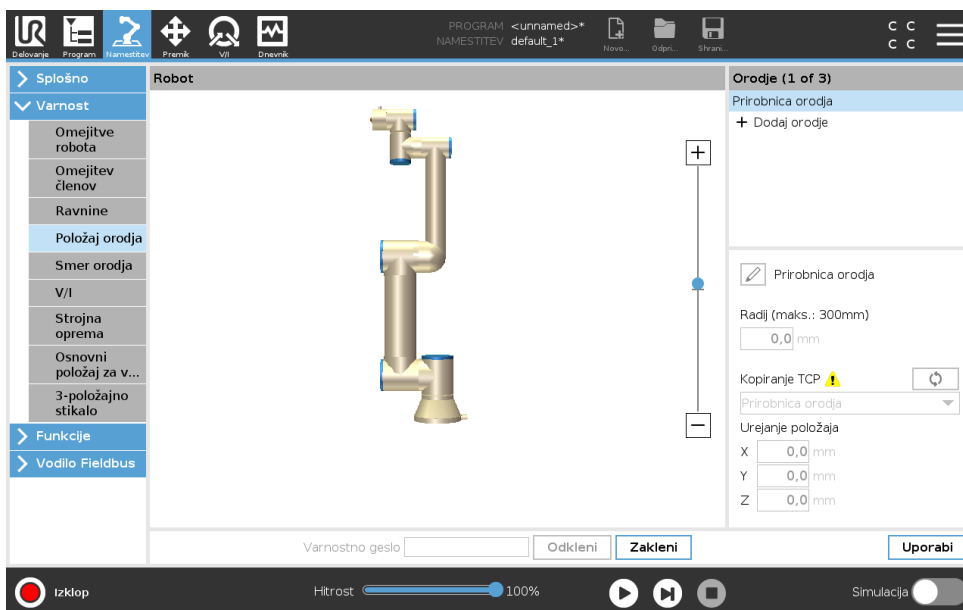 UR
PROGRAM <unnamed>*
NAMESTITEV default_1*
Delovanje
Program
Namestitev
Premik
V/I
Dnevnik
Novo...
Odpri...
Shrani...
C C
C C
Splošno
Varnost
Omejitve
robota
Omejitev
členov
Ravnine
Položaj orodja
Smer orodja
V/I
Strojna
oprema
Osnovni
položaj za v...
3-položajno
stikalo
Funkcije
Vodilo Fieldbus
Robot
Orodje (1 of 3)
Prirobnica orodja
+ Dodaj orodje
Prirobnica orodja
Radij (maks.: 300mm)
0,0 mm
Kopiranje TCP
Prirobnica orodja
Urejanje položaja
X 0,0 mm
Y 0,0 mm
Z 0,0 mm
Varnostno geslo
Odkleni
Zakleni
Uporabi
Izklop
Hitrost 100%
Simulacija